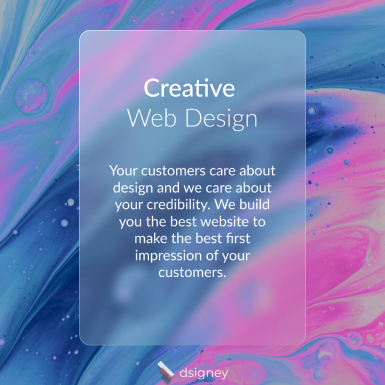 Creative
Web Design
Your customers care about
design and we care about
your credibility. We build
you the best website to
make the best first
impression of your
customers.
dsigney